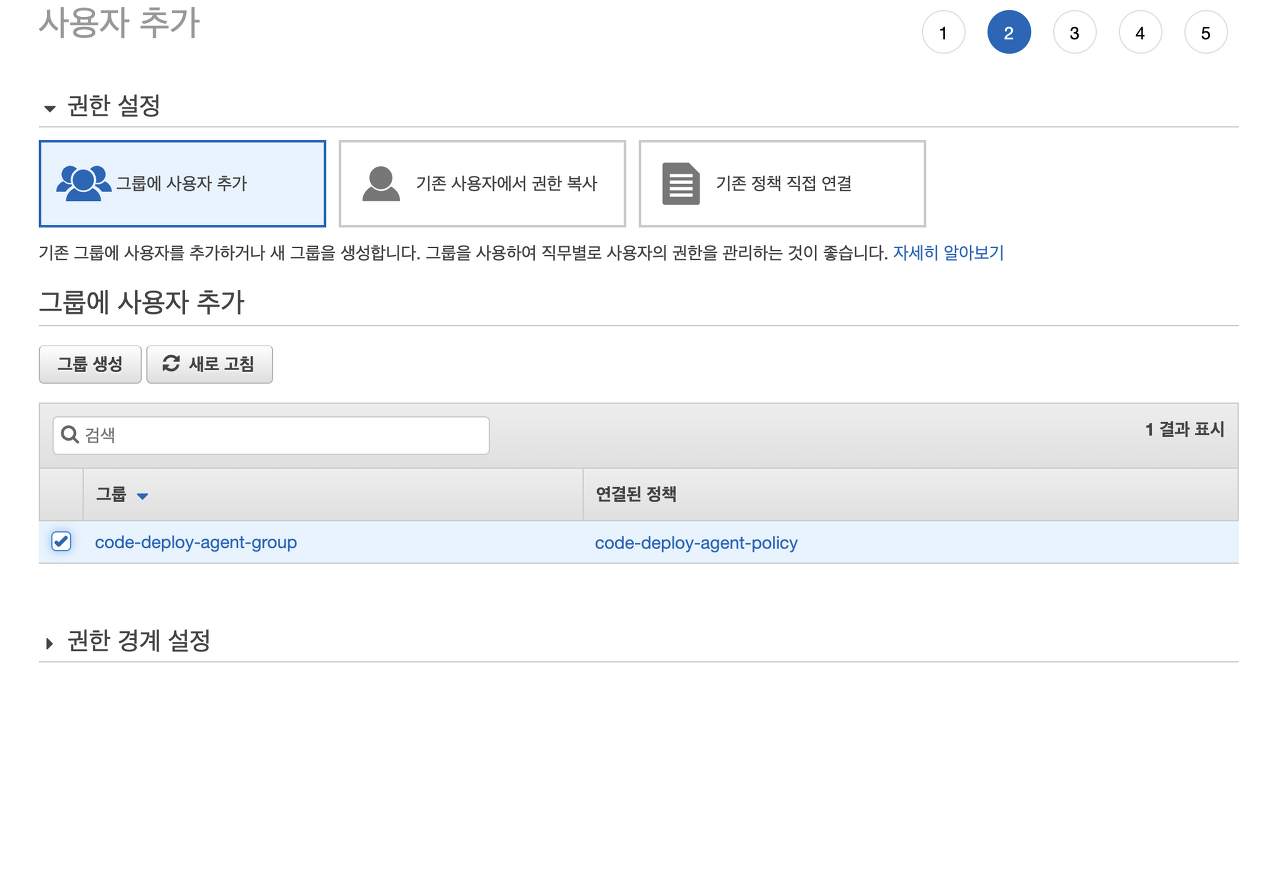 사용자 추가
1 2 3 4 5
권한 설정
그룹에 사용자 추가
기존 사용자에서 권한 복사
기존 정책 직접 연결
기존 그룹에 사용자를 추가하거나 새 그룹을 생성합니다. 그룹을 사용하여 직무별로 사용자의 권한을 관리하는 것이 좋습니다. 자세히 알아보기
그룹에 사용자 추가
그룹 생성 새로 고침
검색 1 결과 표시
그룹 연결된 정책
code-deploy-agent-group code-deploy-agent-policy
권한 경계 설정